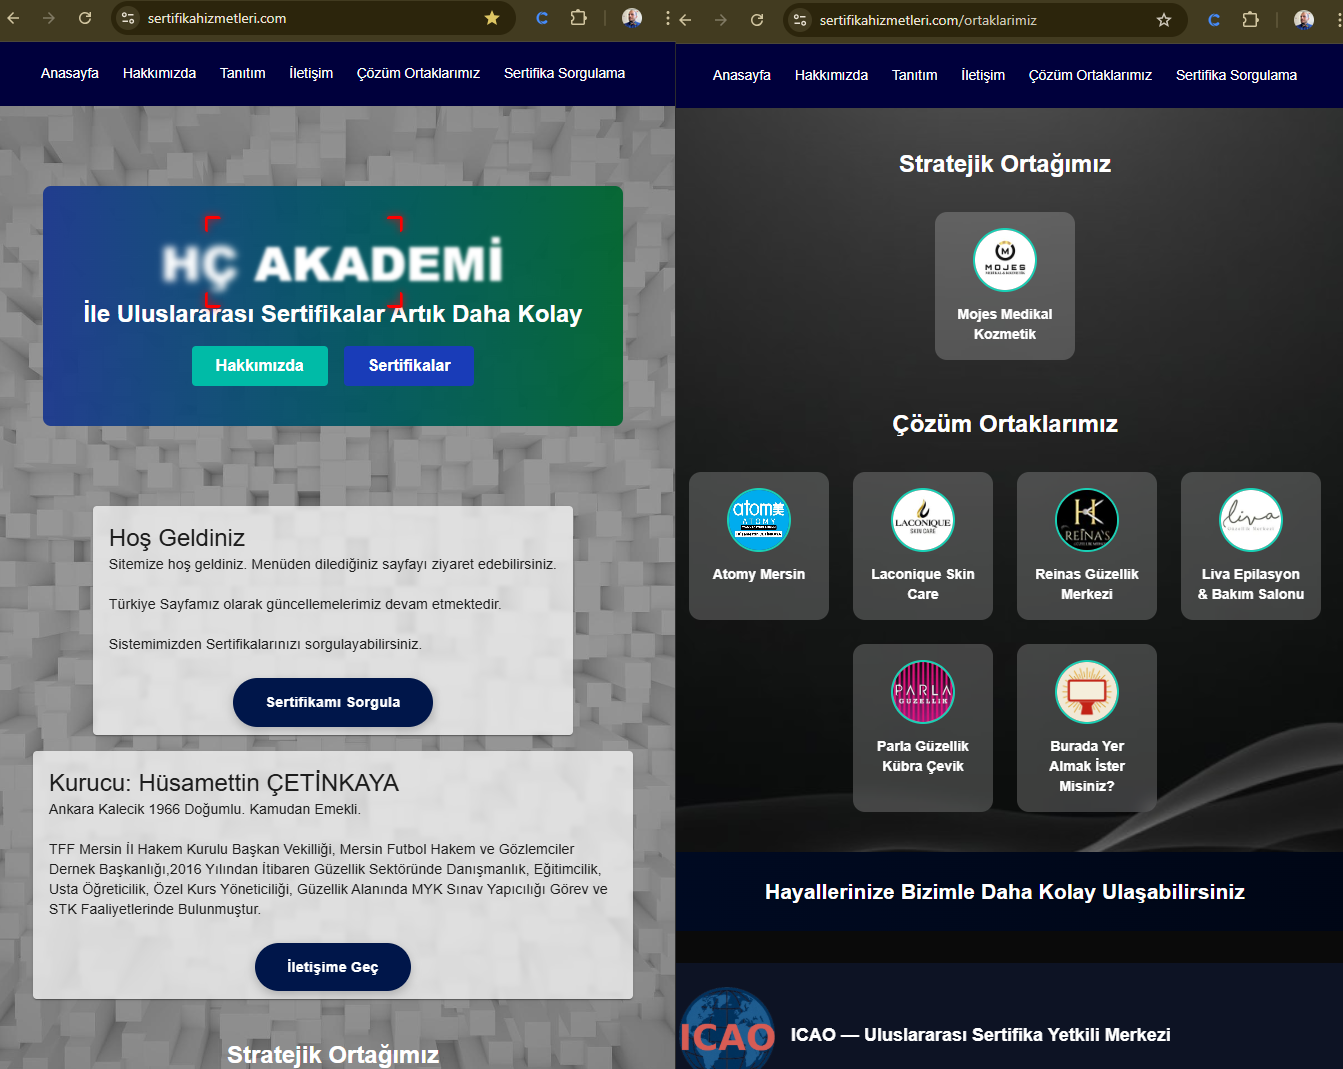 sertifikahizmetleri.com
Anasayfa Hakkımızda Tanıtım İletişim Çözüm Ortaklarımız Sertifika Sorgulama
HÇ AKADEMİ
İle Uluslararası Sertifikalar Artık Daha Kolay
Hakkımızda Sertifikalar
Hoş Geldiniz
Sitemize hoş geldiniz. Menüden dilediğiniz sayfayı ziyaret edebilirsiniz.
Türkiye Sayfamız olarak güncellemelerimiz devam etmektedir.
Sistemimizden Sertifikalarınızı sorgulayabilirsiniz.
Sertifikamı Sorgula
Kurucu: Hüsamettin ÇETİNKAYA
Ankara Kalecik 1966 Doğumlu. Kamudan Emekli.
TFF Mersin İl Hakem Kurulu Başkan Vekilliği, Mersin Futbol Hakem ve Gözlemciler
Dernek Başkanlığı,2016 Yılından İtibaren Güzellik Sektöründe Danışmanlık, Eğitimcilik,
Usta Öğreticilik, Özel Kurs Yöneticiliği, Güzellik Alanında MYK Sınav Yapıcılığı Görev ve
STK Faaliyetlerinde Bulunmuştur.
İletişime Geç
Stratejik Ortağımız
sertifikahizmetleri.com/ortaklarimiz
Anasayfa Hakkımızda Tanıtım İletişim Çözüm Ortaklarımız Sertifika Sorgulama
Stratejik Ortağımız
M
MOJES
Mojes Medikal
Kozmetik
Çözüm Ortaklarımız
atom美
ATOMY
Atomy Mersin
LACONIQUE
SKIN CARE
Laconique Skin
Care
REİNA'S
Reinas Güzellik
Merkezi
liva
Liva Epilasyon
& Bakım Salonu
PARLA
GÜZELLİK
Parla Güzellik
Kübra Çevik
Burada Yer
Almak İster
Misiniz?
Hayallerinize Bizimle Daha Kolay Ulaşabilirsiniz
ICAO
ICAO — Uluslararası Sertifika Yetkili Merkezi